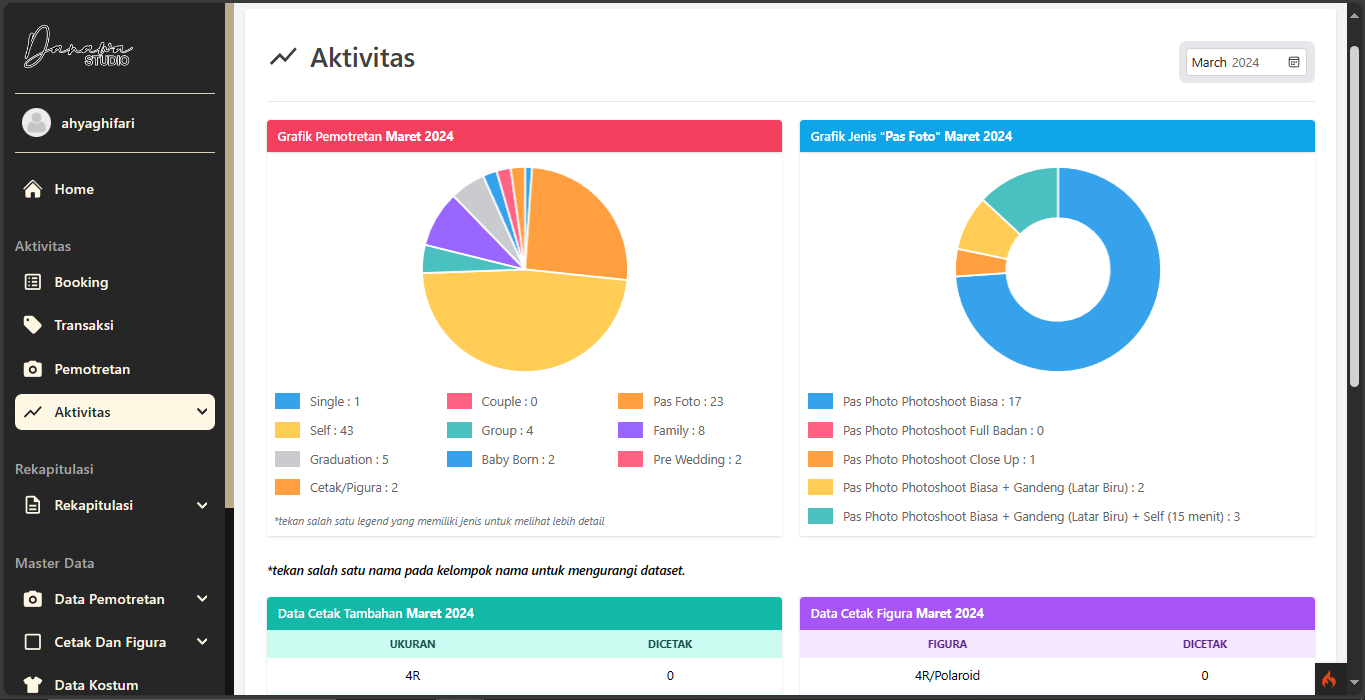 Danawa
STUDIO
ahyaghifari
Home
Aktivitas
Booking
Transaksi
Pemotretan
Aktivitas
Rekapitulasi
Rekapitulasi
Master Data
Data Pemotretan
Cetak Dan Figura
Data Kostum
Aktivitas
March 2024
Grafik Pemotretan Maret 2024
Single : 1
Couple : 0
Pas Foto : 23
Self : 43
Group : 4
Family : 8
Graduation : 5
Baby Born : 2
Pre Wedding : 2
Cetak/Pigura : 2
*tekan salah satu legend yang memiliki jenis untuk melihat lebih detail
Grafik Jenis "Pas Foto" Maret 2024
Pas Photo Photoshoot Biasa : 17
Pas Photo Photoshoot Full Badan : 0
Pas Photo Photoshoot Close Up : 1
Pas Photo Photoshoot Biasa + Gandeng (Latar Biru) : 2
Pas Photo Photoshoot Biasa + Gandeng (Latar Biru) + Self (15 menit) : 3
*tekan salah satu nama pada kelompok nama untuk mengurangi dataset.
Data Cetak Tambahan Maret 2024
UKURAN DICETAK
4R 0
Data Cetak Figura Maret 2024
FIGURA DICETAK
4R/Polaroid 0